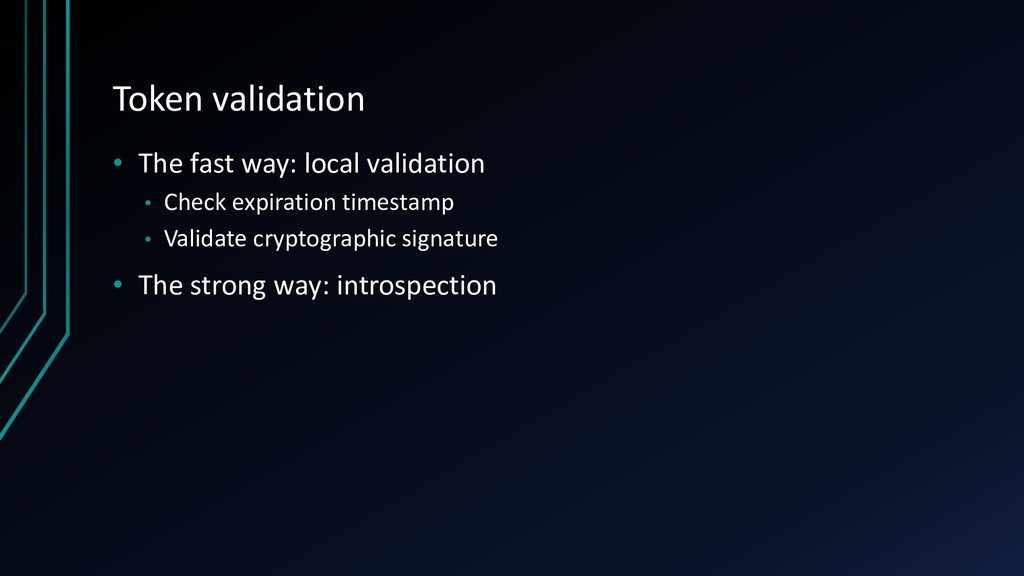 Token validation
• The fast way: local validation
• Check expiration timestamp
• Validate cryptographic signature
• The strong way: introspection